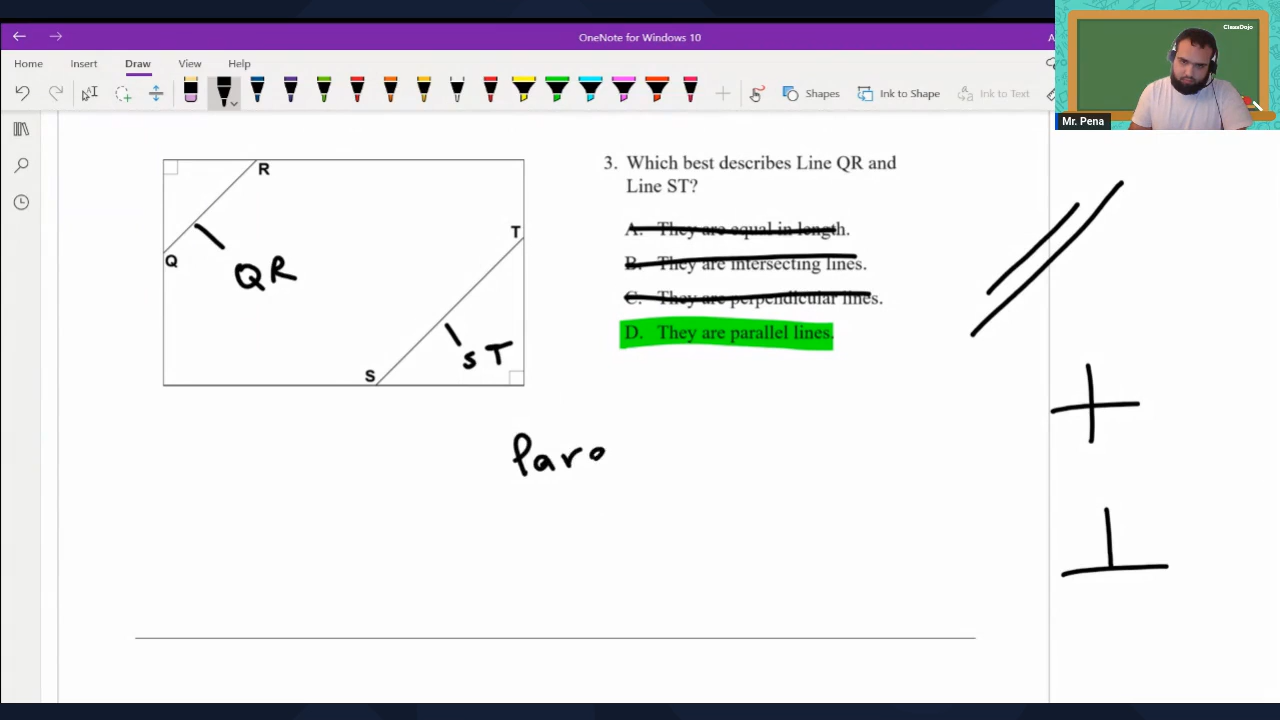 OneNote for Windows 10
A
ClassDojo
Home Insert Draw View Help
Shapes Ink to Shape Ink to Text
Mr. Pena
R
T
Q
S
QR
ST
3. Which best describes Line QR and
Line ST?
A. They are equal in length.
B. They are intersecting lines.
C. They are perpendicular lines.
D. They are parallel lines.
Para